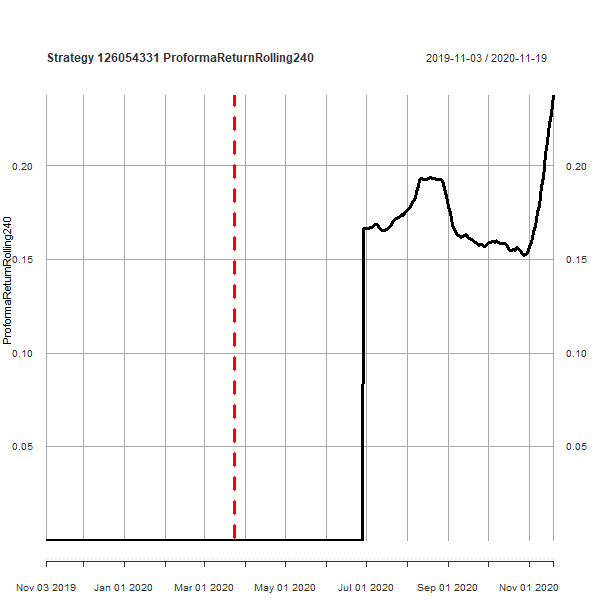 Strategy 126054331 ProformaReturnRolling240
2019-11-03 / 2020-11-19
ProformaReturnRolling240
0.20
0.15
0.10
0.05
0.20
0.15
0.10
0.05
Nov 03 2019
Jan 01 2020
Mar 01 2020
May 01 2020
Jul 01 2020
Sep 01 2020
Nov 01 2020